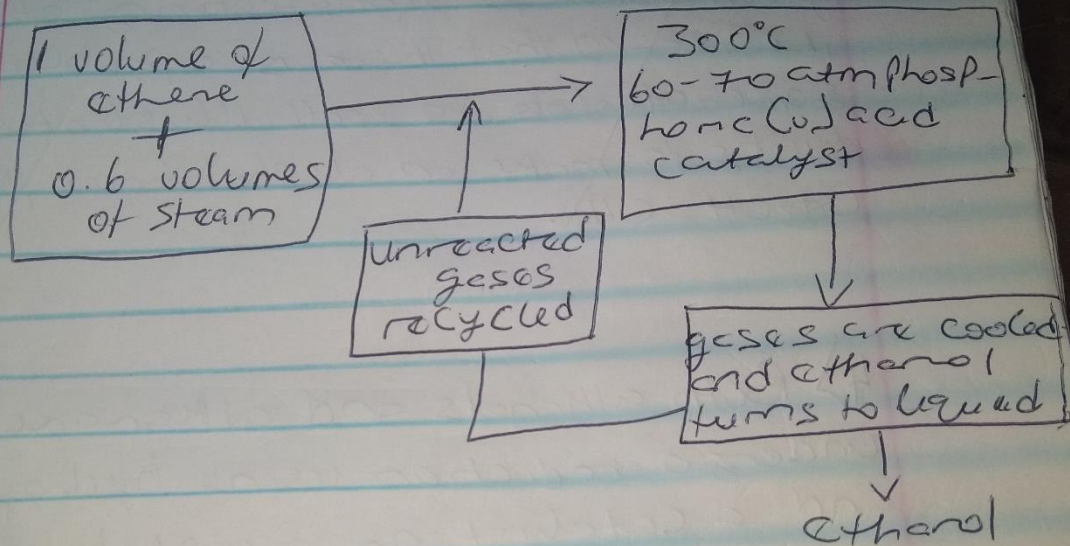 1 volume of
ethene
+
0.6 volumes
of steam
300°C
60-70 atm phosp-
horic (v) acid
catalyst
unreacted
gases
recycled
gases are cooled
and ethanol
turns to liquid
ethanol